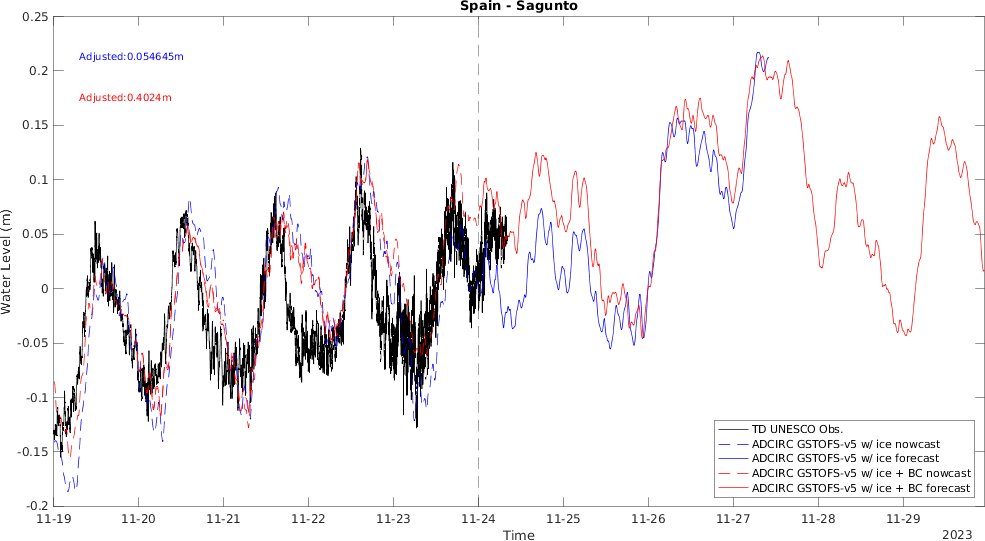 Spain - Sagunto
0.25
0.2
0.15
0.1
0.05
0
-0.05
-0.1
-0.15
-0.2
Water Level (m)
Adjusted:0.054645m
Adjusted:0.4024m
TD UNESCO Obs.
ADCIRC GSTOFS-v5 w/ ice nowcast
ADCIRC GSTOFS-v5 w/ ice forecast
ADCIRC GSTOFS-v5 w/ ice + BC nowcast
ADCIRC GSTOFS-v5 w/ ice + BC forecast
11-19 11-20 11-21 11-22 11-23 11-24 11-25 11-26 11-27 11-28 11-29
Time
2023